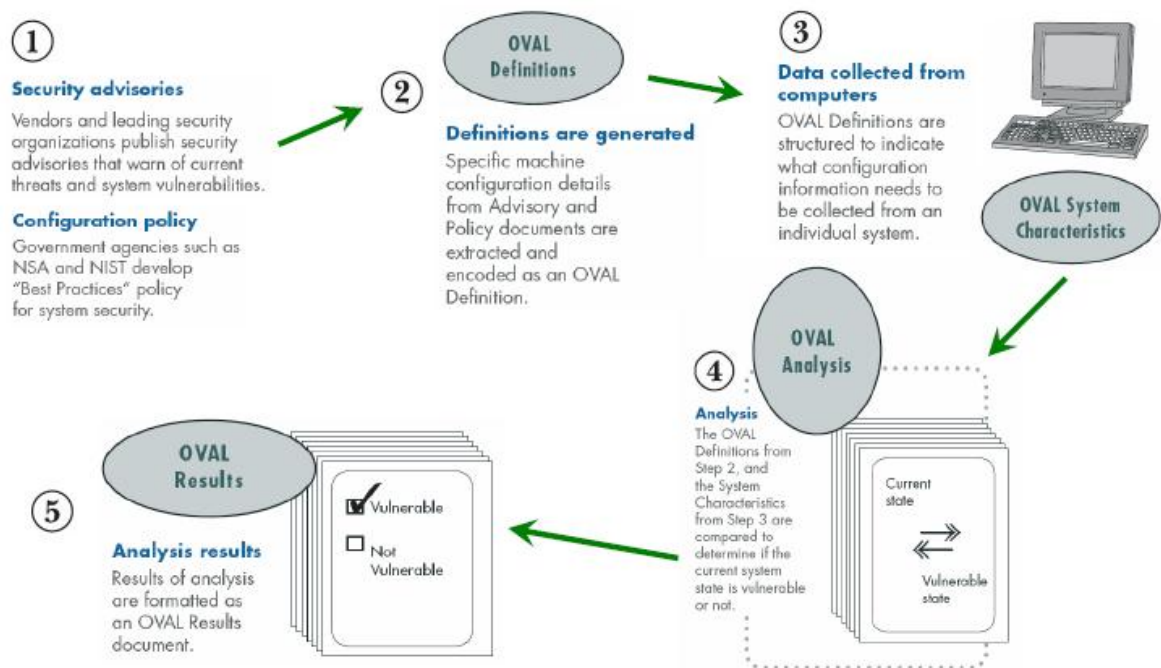 1
Security advisories
Vendors and leading security
organizations publish security
advisories that warn of current
threats and system vulnerabilities.
Configuration policy
Government agencies such as
NSA and NIST develop
"Best Practices" policy
for system security.
2
OVAL
Definitions
Definitions are generated
Specific machine
configuration details
from Advisory and
Policy documents are
extracted and
encoded as an OVAL
Definition.
3
Data collected from
computers
OVAL Definitions are
structured to indicate
what configuration
information needs to
be collected from an
individual system.
OVAL System
Characteristics
4
OVAL
Analysis
Analysis
The OVAL
Definitions from
Step 2, and
the System
Characteristics
from Step 3 are
compared to
determine if the
current system
state is vulnerable
or not.
Current
state
Vulnerable
state
5
OVAL
Results
Analysis results
Results of analysis
are formatted as
an OVAL Results
document.
Vulnerable
Not
Vulnerable